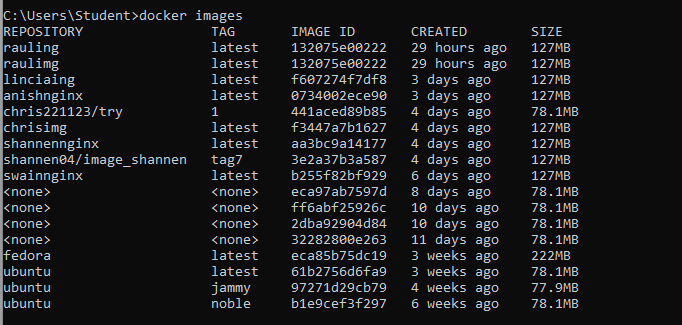 C:\Users\Student>docker images
REPOSITORY TAG IMAGE ID CREATED SIZE
rauling latest 132075e00222 29 hours ago 127MB
raulimg latest 132075e00222 29 hours ago 127MB
linciaing latest f607274f7df8 3 days ago 127MB
anishnginx latest 0734002ece90 3 days ago 127MB
chris221123/try 1 441aced89b85 4 days ago 78.1MB
chrisimg latest f3447a7b1627 4 days ago 127MB
shannennginx latest aa3bc9a14177 4 days ago 127MB
shannen04/image_shannen tag7 3e2a37b3a587 4 days ago 127MB
swainnginx latest b255f82bf929 6 days ago 127MB
<none> <none> eca97ab7597d 8 days ago 78.1MB
<none> <none> ff6abf25926c 10 days ago 78.1MB
<none> <none> 2dba92904d84 10 days ago 78.1MB
<none> <none> 32282800e263 11 days ago 78.1MB
fedora latest eca85b75dc19 3 weeks ago 222MB
ubuntu latest 61b2756d6fa9 3 weeks ago 78.1MB
ubuntu jammy 97271d29cb79 4 weeks ago 77.9MB
ubuntu noble b1e9cef3f297 6 weeks ago 78.1MB